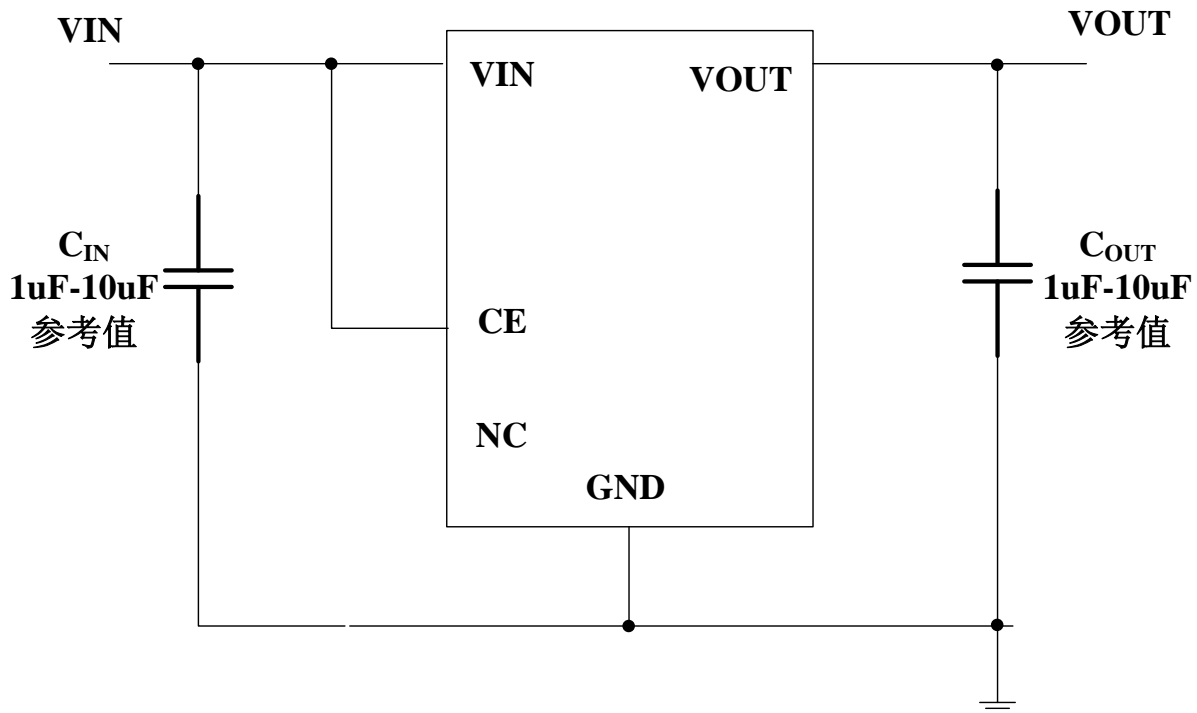 VIN
VOUT
VIN
VOUT
CIN
1uF-10uF
参考值
CE
NC
GND
COUT
1uF-10uF
参考值